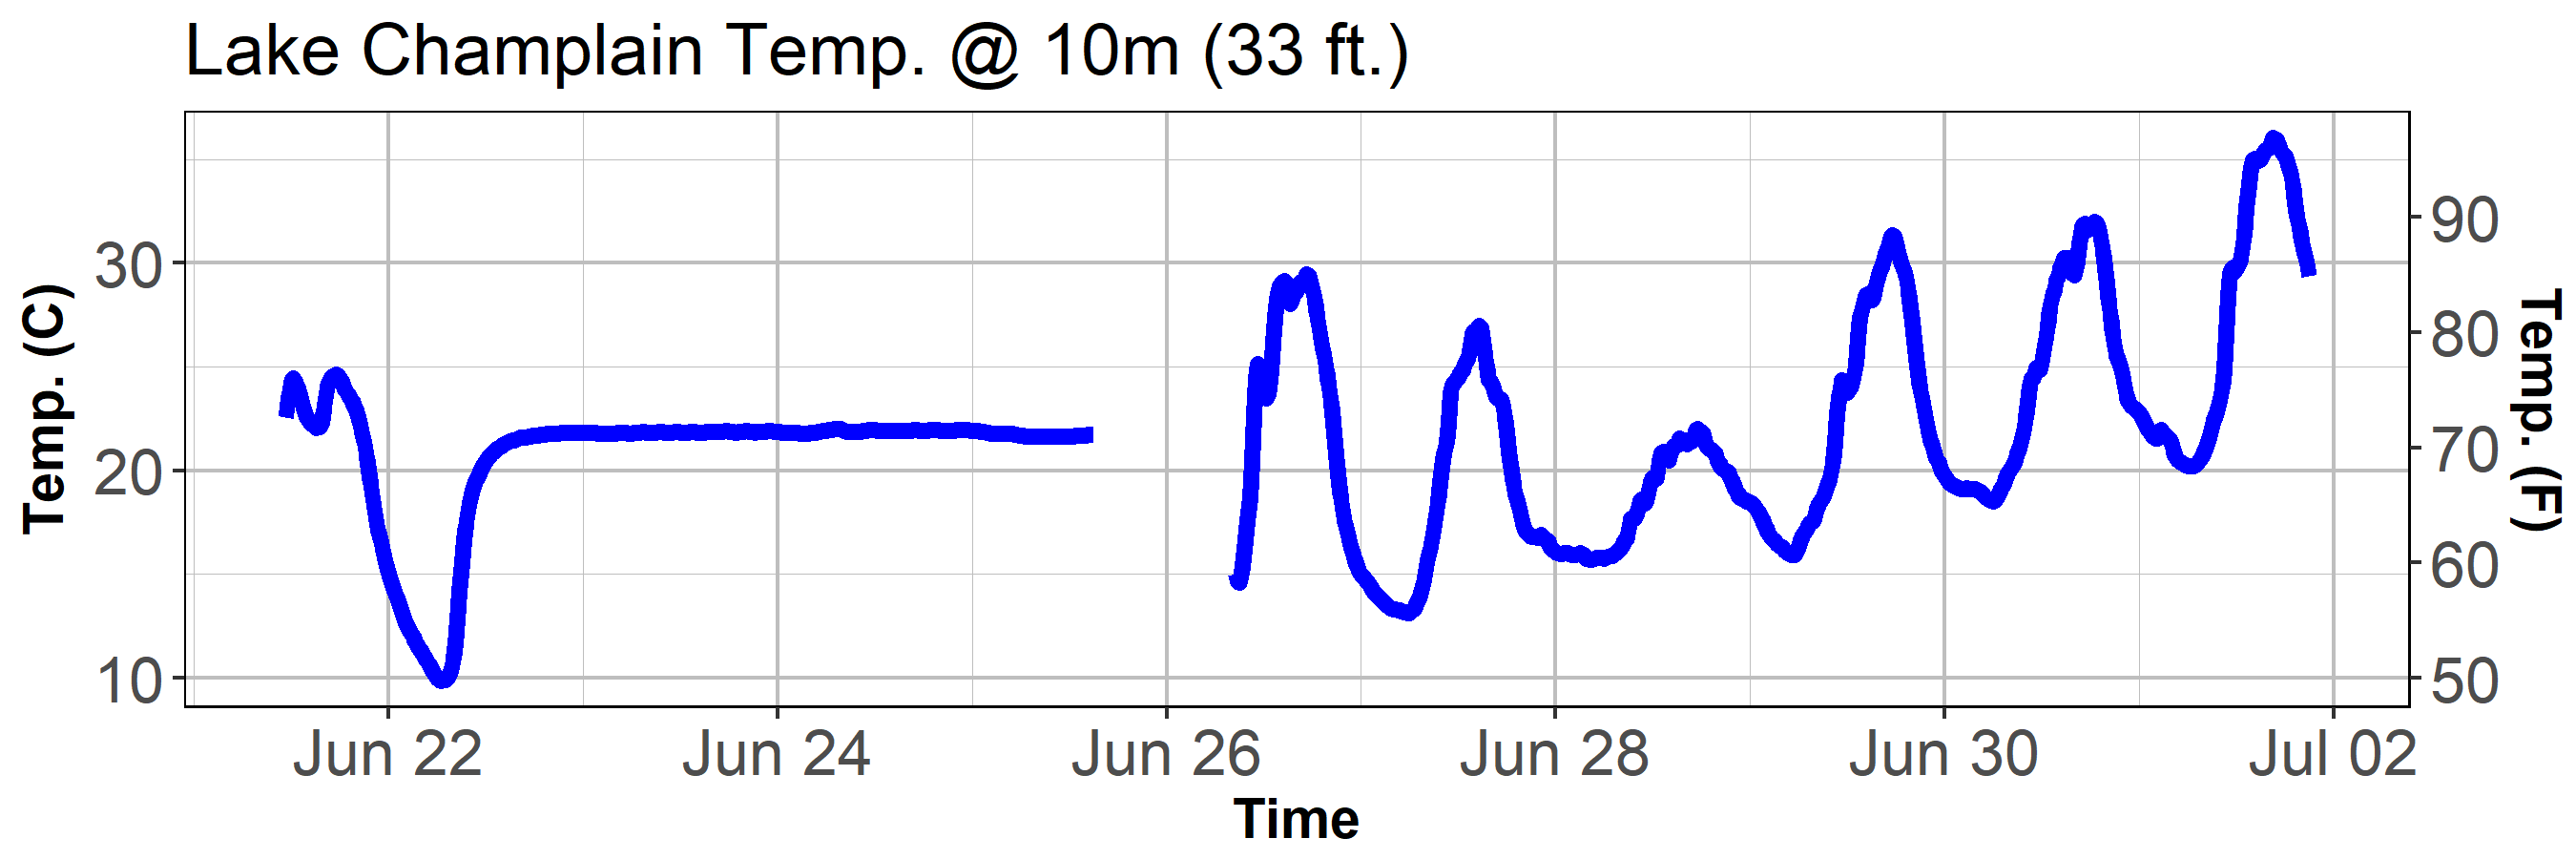 Lake Champlain Temp. @ 10m (33 ft.)
Temp. (C)
30
20
10
90
80
70
60
50
Temp. (F)
Jun 22 Jun 24 Jun 26 Jun 28 Jun 30 Jul 02
Time